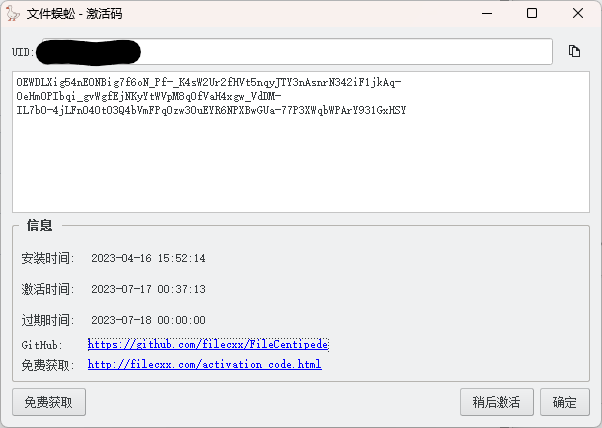 文件蜈蚣 - 激活码
UID:
OEWDLXig54nEONBig7f6oN_Pf-_K4sW2Ur2fHVt5nqyJTY3nAsnrN342iF1jkAq-
OeHmOPIbqi_gvWgfEjNKyYtWVpM8qOfVaH4xgw_VdDM-
IL7bO-4jLFnO4OtO3Q4bVmFPqOzw3OuEYR6NPXBwGUa-77P3XWqbWPArY931GxHSY
信息
安装时间: 2023-04-16 15:52:14
激活时间: 2023-07-17 00:37:13
过期时间: 2023-07-18 00:00:00
GitHub: https://github.com/filecxx/FileCentipede
免费获取: http://filecxx.com/activation_code.html
免费获取 稍后激活 确定